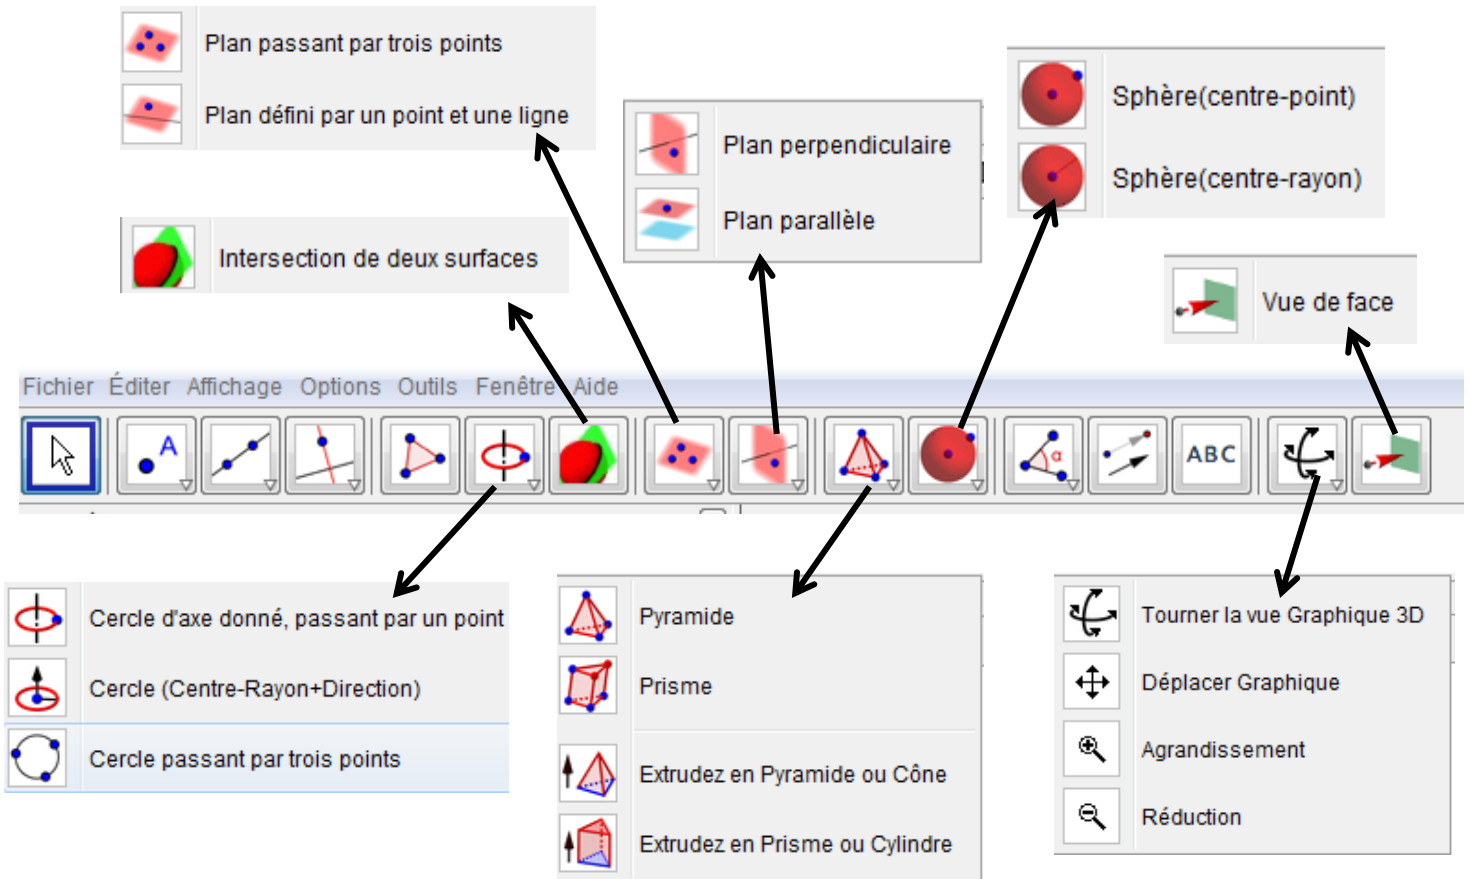 Plan passant par trois points
Plan défini par un point et une ligne
Intersection de deux surfaces
Plan perpendiculaire
Plan parallèle
Sphère(centre-point)
Sphère(centre-rayon)
Vue de face
Fichier Éditer Affichage Options Outils Fenêtre Aide
A
α
ABC
Cercle d'axe donné, passant par un point
Cercle (Centre-Rayon+Direction)
Cercle passant par trois points
Pyramide
Prisme
Extrudez en Pyramide ou Cône
Extrudez en Prisme ou Cylindre
Tourner la vue Graphique 3D
Déplacer Graphique
Agrandissement
Réduction